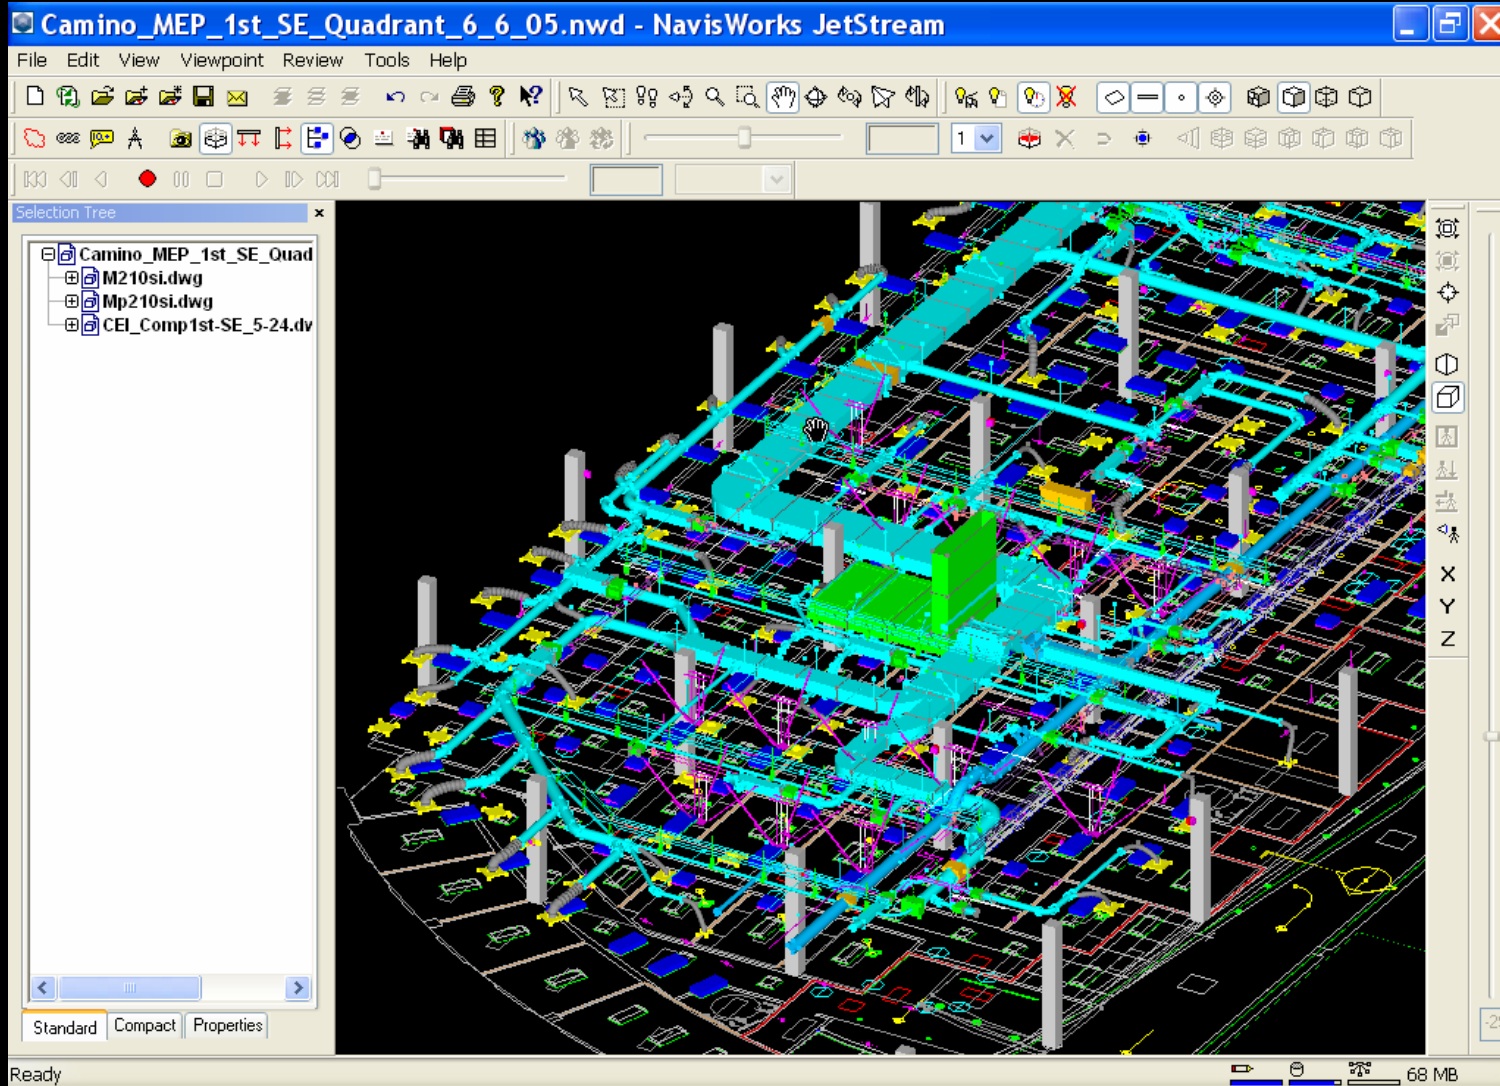 Camino_MEP_1st_SE_Quadrant_6_6_05.nwd - NavisWorks JetStream
File Edit View Viewpoint Review Tools Help
1
Selection Tree
Camino_MEP_1st_SE_Quad
M210si.dwg
Mp210si.dwg
CEI_Comp1st-SE_5-24.dv
X
Y
Z
Standard Compact Properties
Ready
68 MB